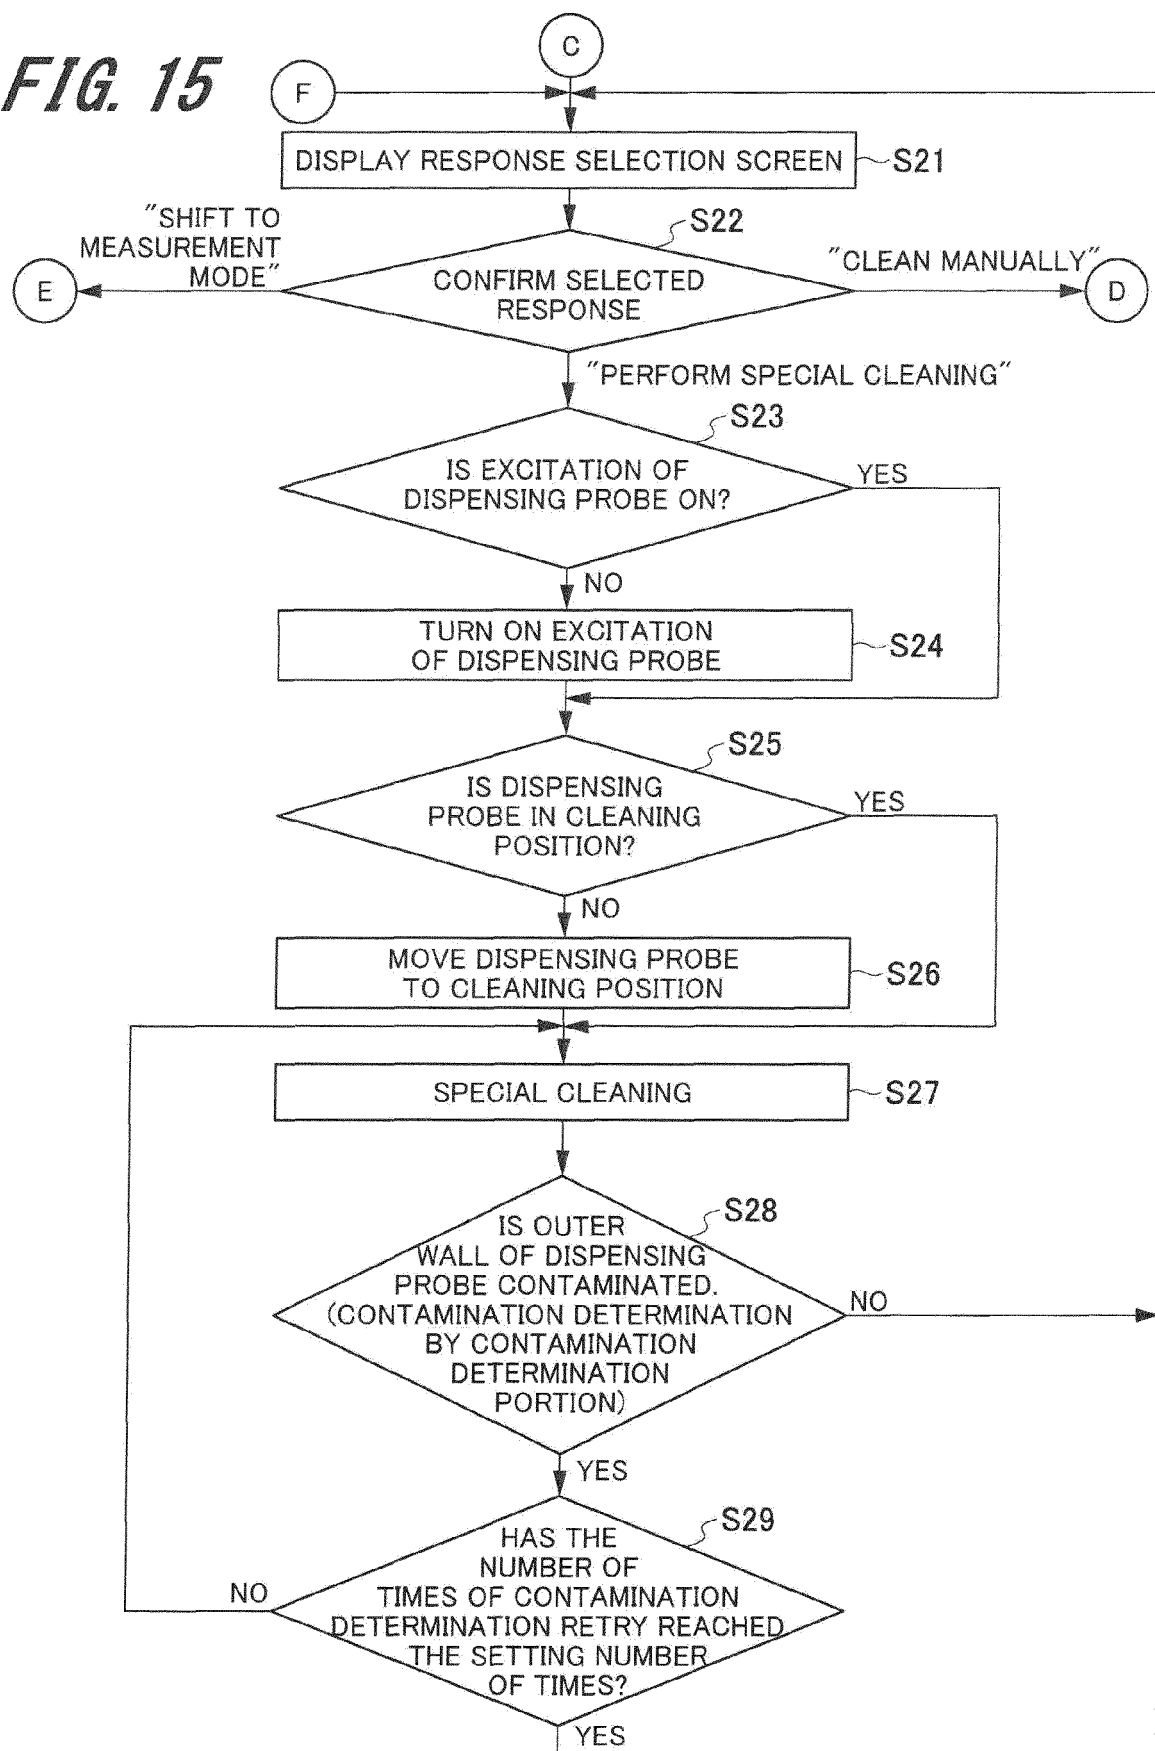 FIG. 15
C
F
DISPLAY RESPONSE SELECTION SCREEN
S21
"SHIFT TO
MEASUREMENT
MODE"
S22
"CLEAN MANUALLY"
E
CONFIRM SELECTED
RESPONSE
D
"PERFORM SPECIAL CLEANING"
S23
IS EXCITATION OF
DISPENSING PROBE ON?
YES
NO
TURN ON EXCITATION
OF DISPENSING PROBE
S24
S25
IS DISPENSING
PROBE IN CLEANING
POSITION?
YES
NO
MOVE DISPENSING PROBE
TO CLEANING POSITION
S26
SPECIAL CLEANING
S27
S28
IS OUTER
WALL OF DISPENSING
PROBE CONTAMINATED.
(CONTAMINATION DETERMINATION
BY CONTAMINATION
DETERMINATION
PORTION)
NO
YES
S29
HAS THE
NUMBER OF
TIMES OF CONTAMINATION
DETERMINATION RETRY REACHED
THE SETTING NUMBER
OF TIMES?
NO
YES